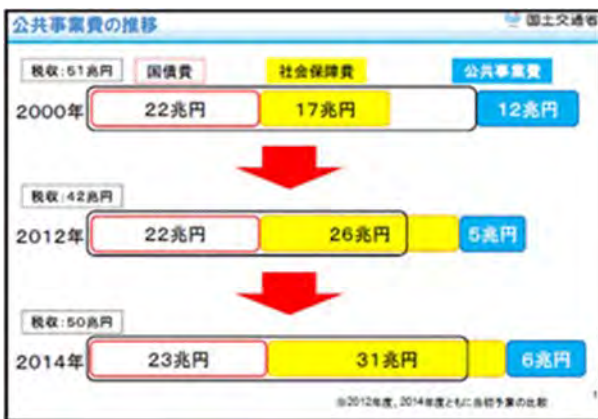 公共事業費の推移
国土交通省
税収:51兆円 国債費 社会保障費 公共事業費
2000年 22兆円 17兆円 12兆円
税収:42兆円
2012年 22兆円 26兆円 5兆円
税収:50兆円
2014年 23兆円 31兆円 6兆円
※2012年度、2014年度ともに当初予算の比較
1